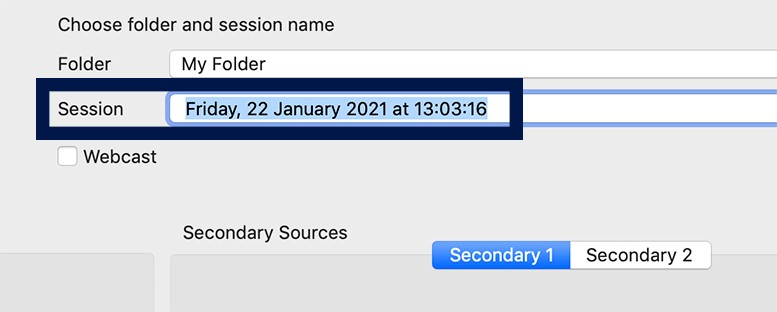 Choose folder and session name
Folder My Folder
Session Friday, 22 January 2021 at 13:03:16
Webcast
Secondary Sources
Secondary 1 Secondary 2